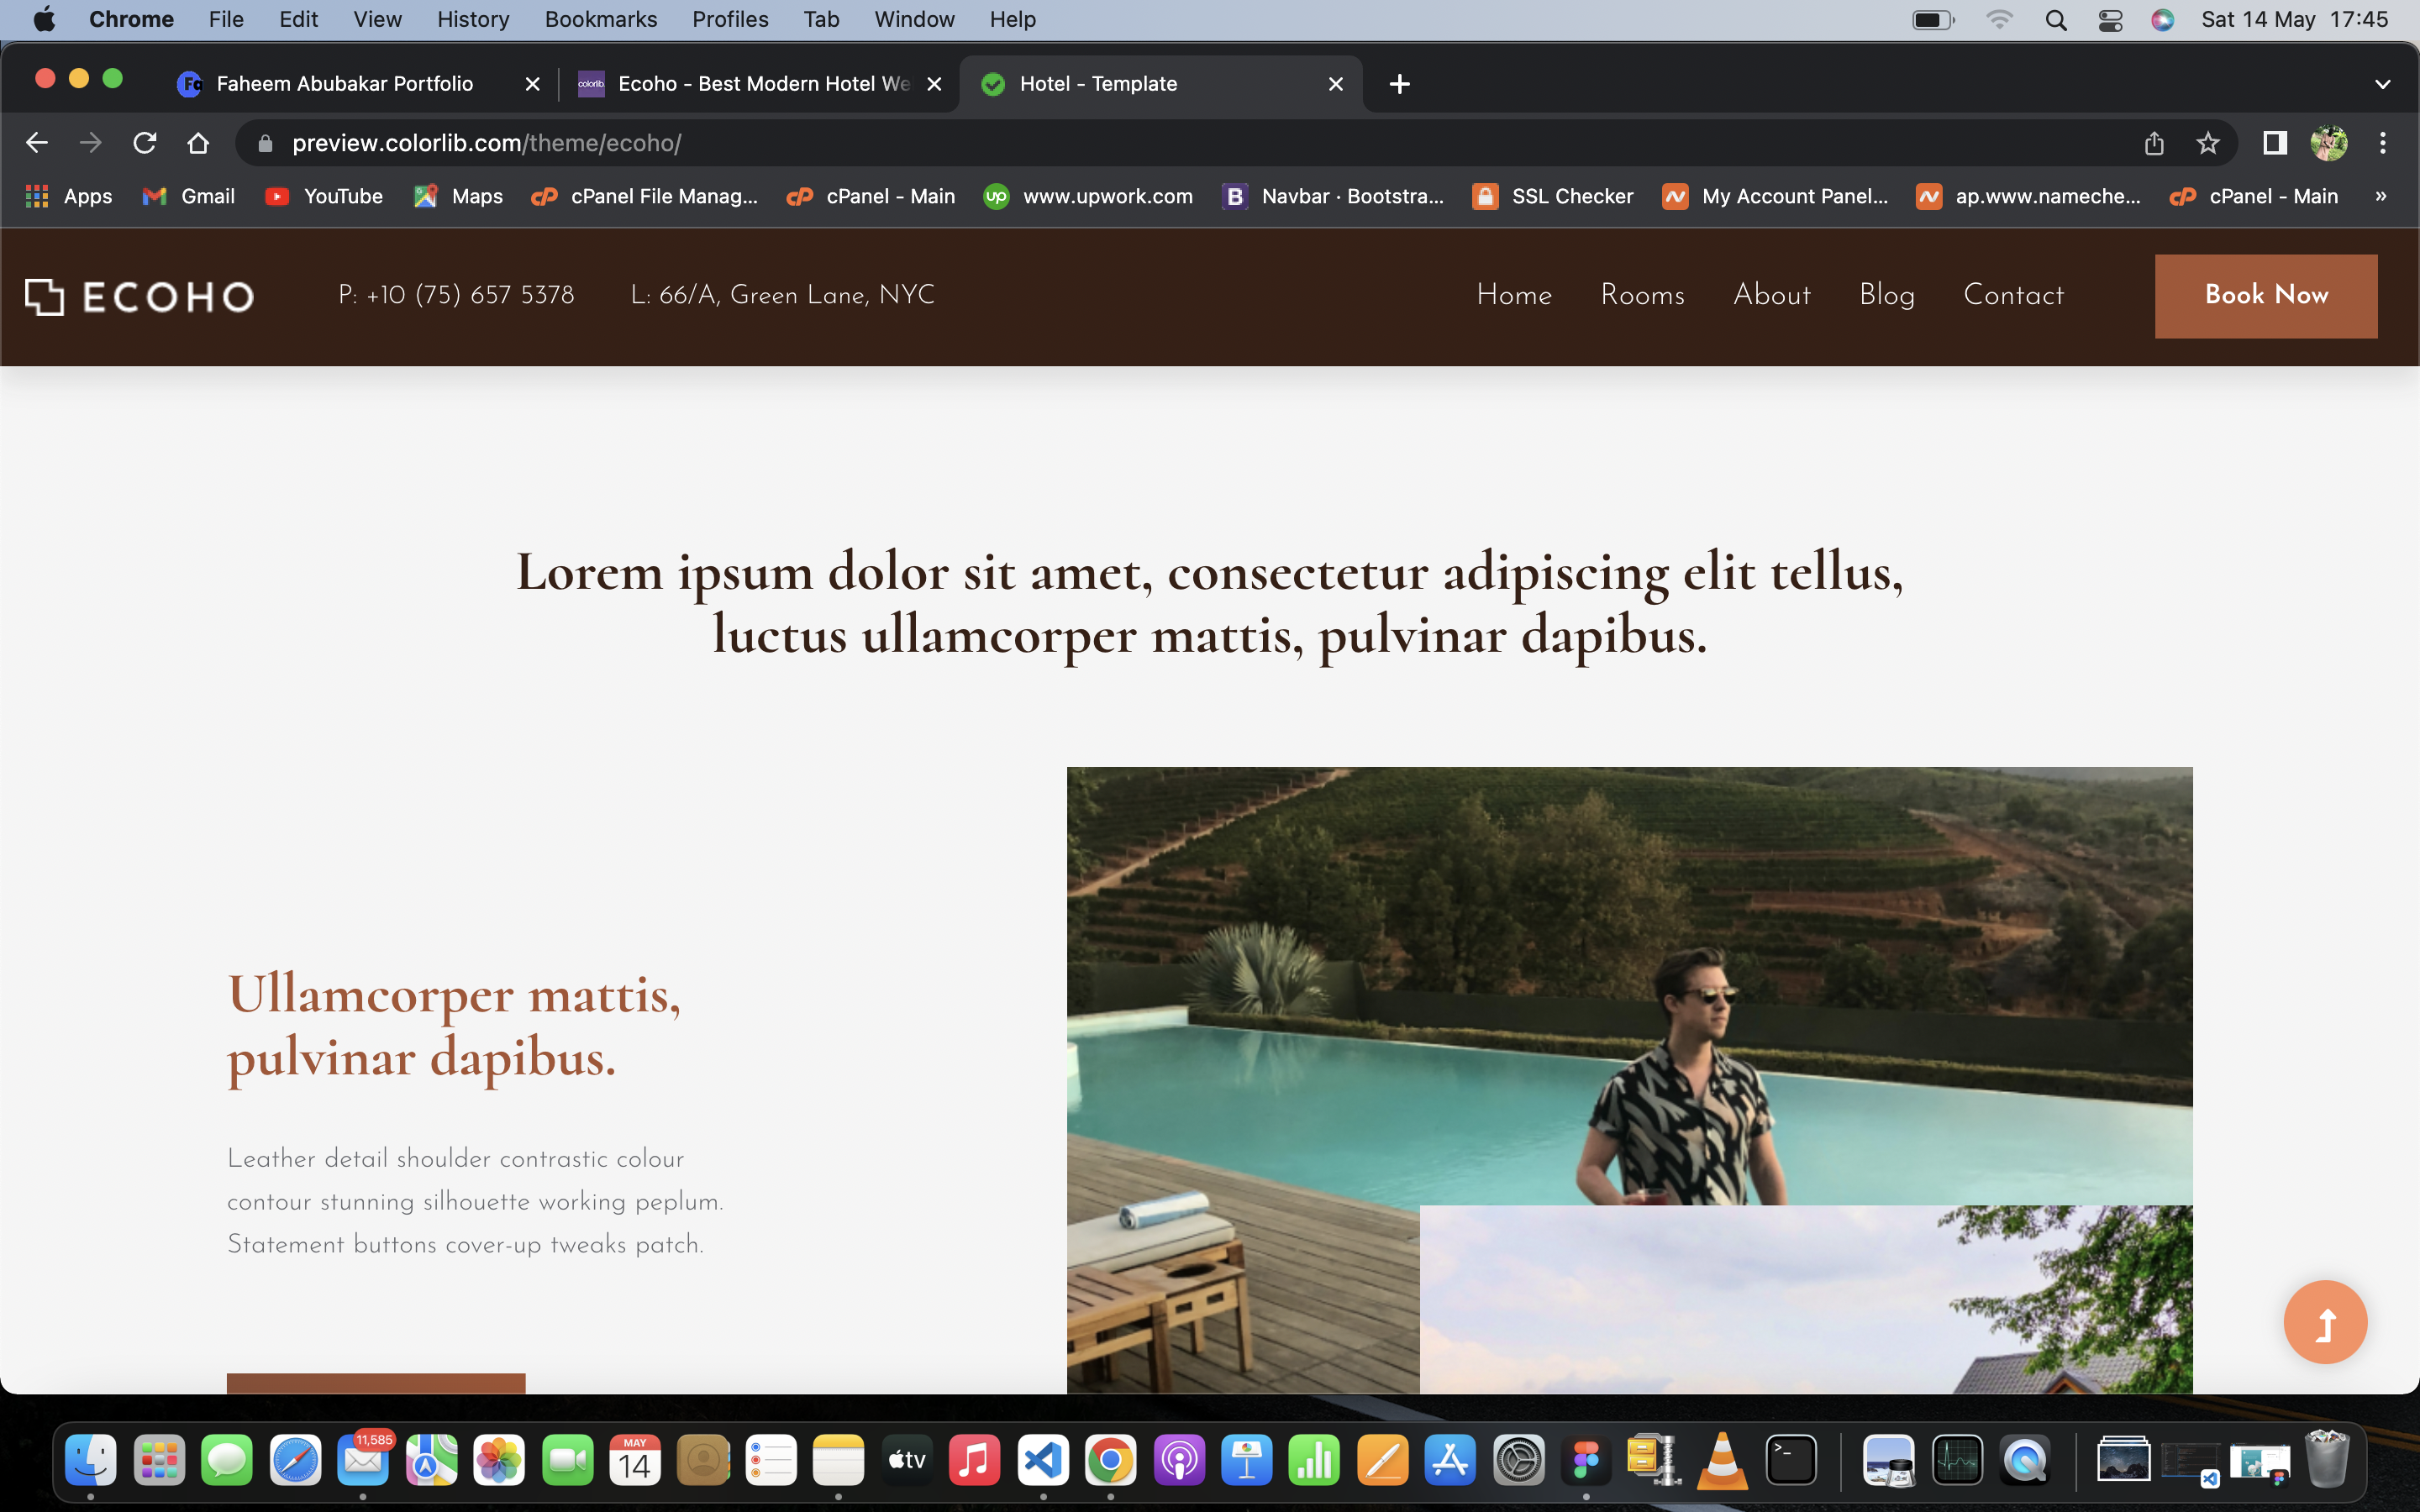 Chrome File Edit View History Bookmarks Profiles Tab Window Help Sat 14 May 17:45
Faheem Abubakar Portfolio colorlib. Ecoho - Best Modern Hotel We Hotel - Template
preview.colorlib.com/theme/ecoho/
Apps Gmail YouTube Maps cPanel File Manag... cPanel - Main up www.upwork.com B Navbar · Bootstra... SSL Checker My Account Panel... ap.www.nameche... cPanel - Main »
ECOHO P: +10 (75) 657 5378 L: 66/A, Green Lane, NYC Home Rooms About Blog Contact Book Now
Lorem ipsum dolor sit amet, consectetur adipiscing elit tellus,
luctus ullamcorper mattis, pulvinar dapibus.
Ullamcorper mattis,
pulvinar dapibus.
Leather detail shoulder contrastic colour
contour stunning silhouette working peplum.
Statement buttons cover-up tweaks patch.
11,585
MAY
14
tv